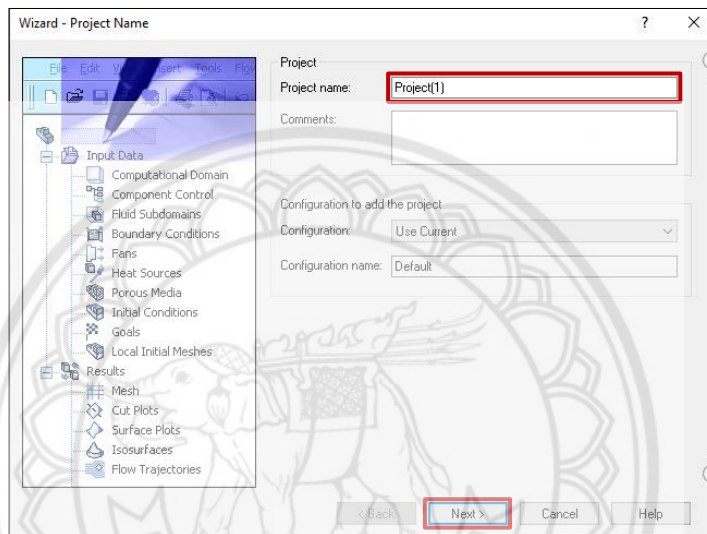 Wizard - Project Name
? X
File Edit View Insert Tools Flow
Project
Project name: Project(1)
Comments:
Input Data
Computational Domain
Component Control
Fluid Subdomains
Boundary Conditions
Fans
Heat Sources
Porous Media
Initial Conditions
Goals
Local Initial Meshes
Results
Mesh
Cut Plots
Surface Plots
Isosurfaces
Flow Trajectories
Configuration to add the project
Configuration: Use Current
Configuration name: Default
< Back Next > Cancel Help